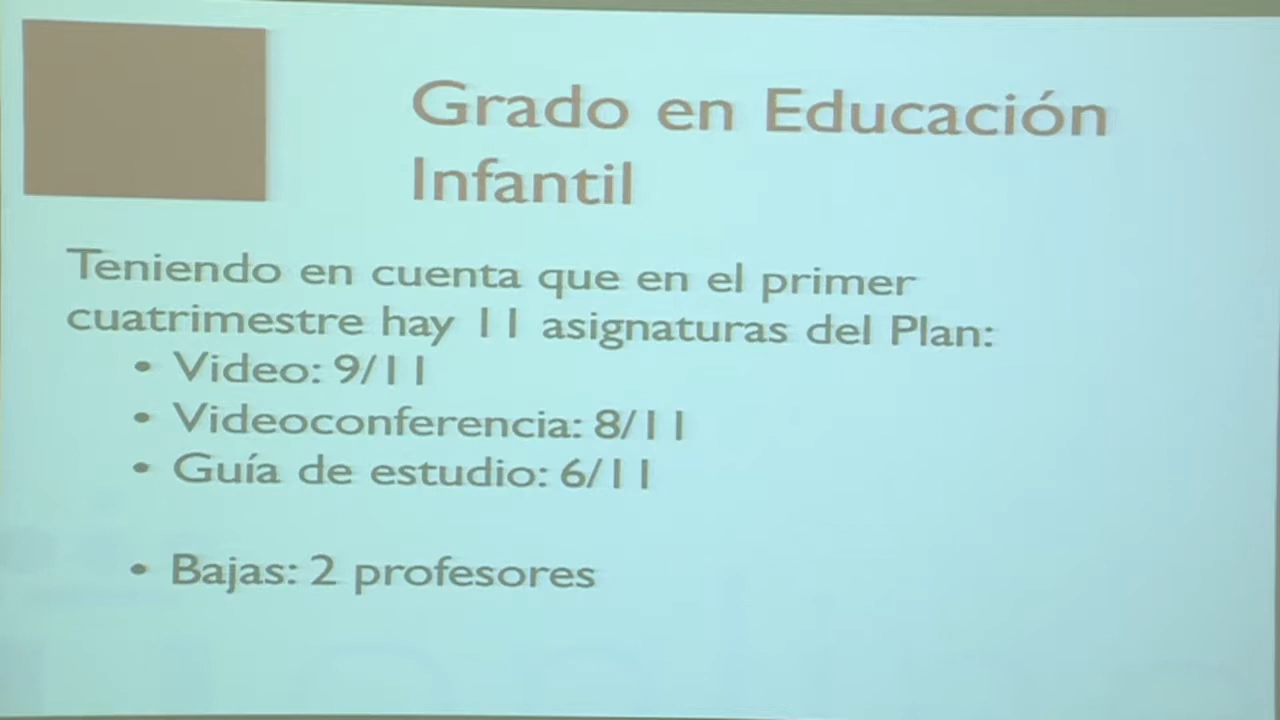 Grado en Educación
Infantil
Teniendo en cuenta que en el primer
cuatrimestre hay 11 asignaturas del Plan:
• Video: 9/11
• Videoconferencia: 8/11
• Guía de estudio: 6/11
• Bajas: 2 profesores